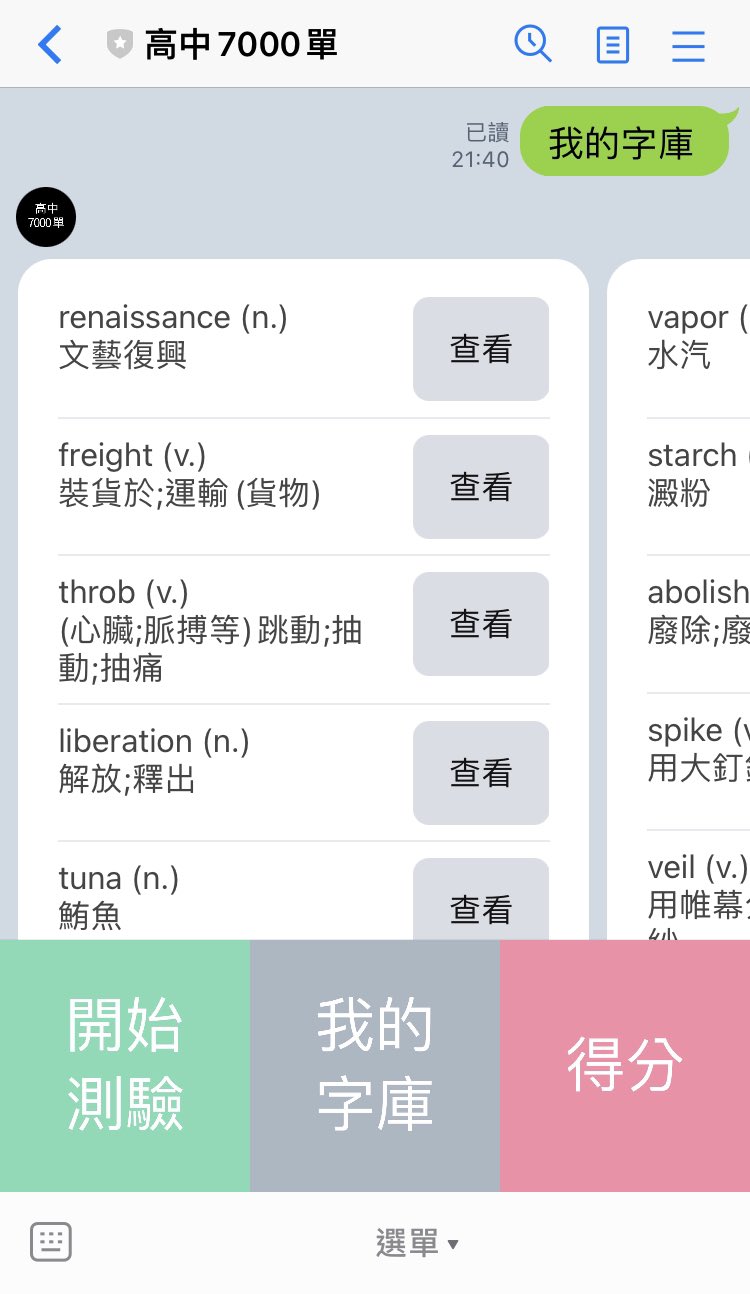 高中7000單
已讀
21:40
我的字庫
高中
7000單
renaissance (n.)
文藝復興
查看
freight (v.)
裝貨於;運輸(貨物)
查看
throb (v.)
(心臟;脈搏等)跳動;抽
動;抽痛
查看
liberation (n.)
解放;釋出
查看
tuna (n.)
鮪魚
查看
vapor (
水汽
starch
澱粉
abolish
廢除;廢
spike (v
用大釘
veil (v.)
用帷幕
開始
測驗
我的
字庫
得分
選單▼